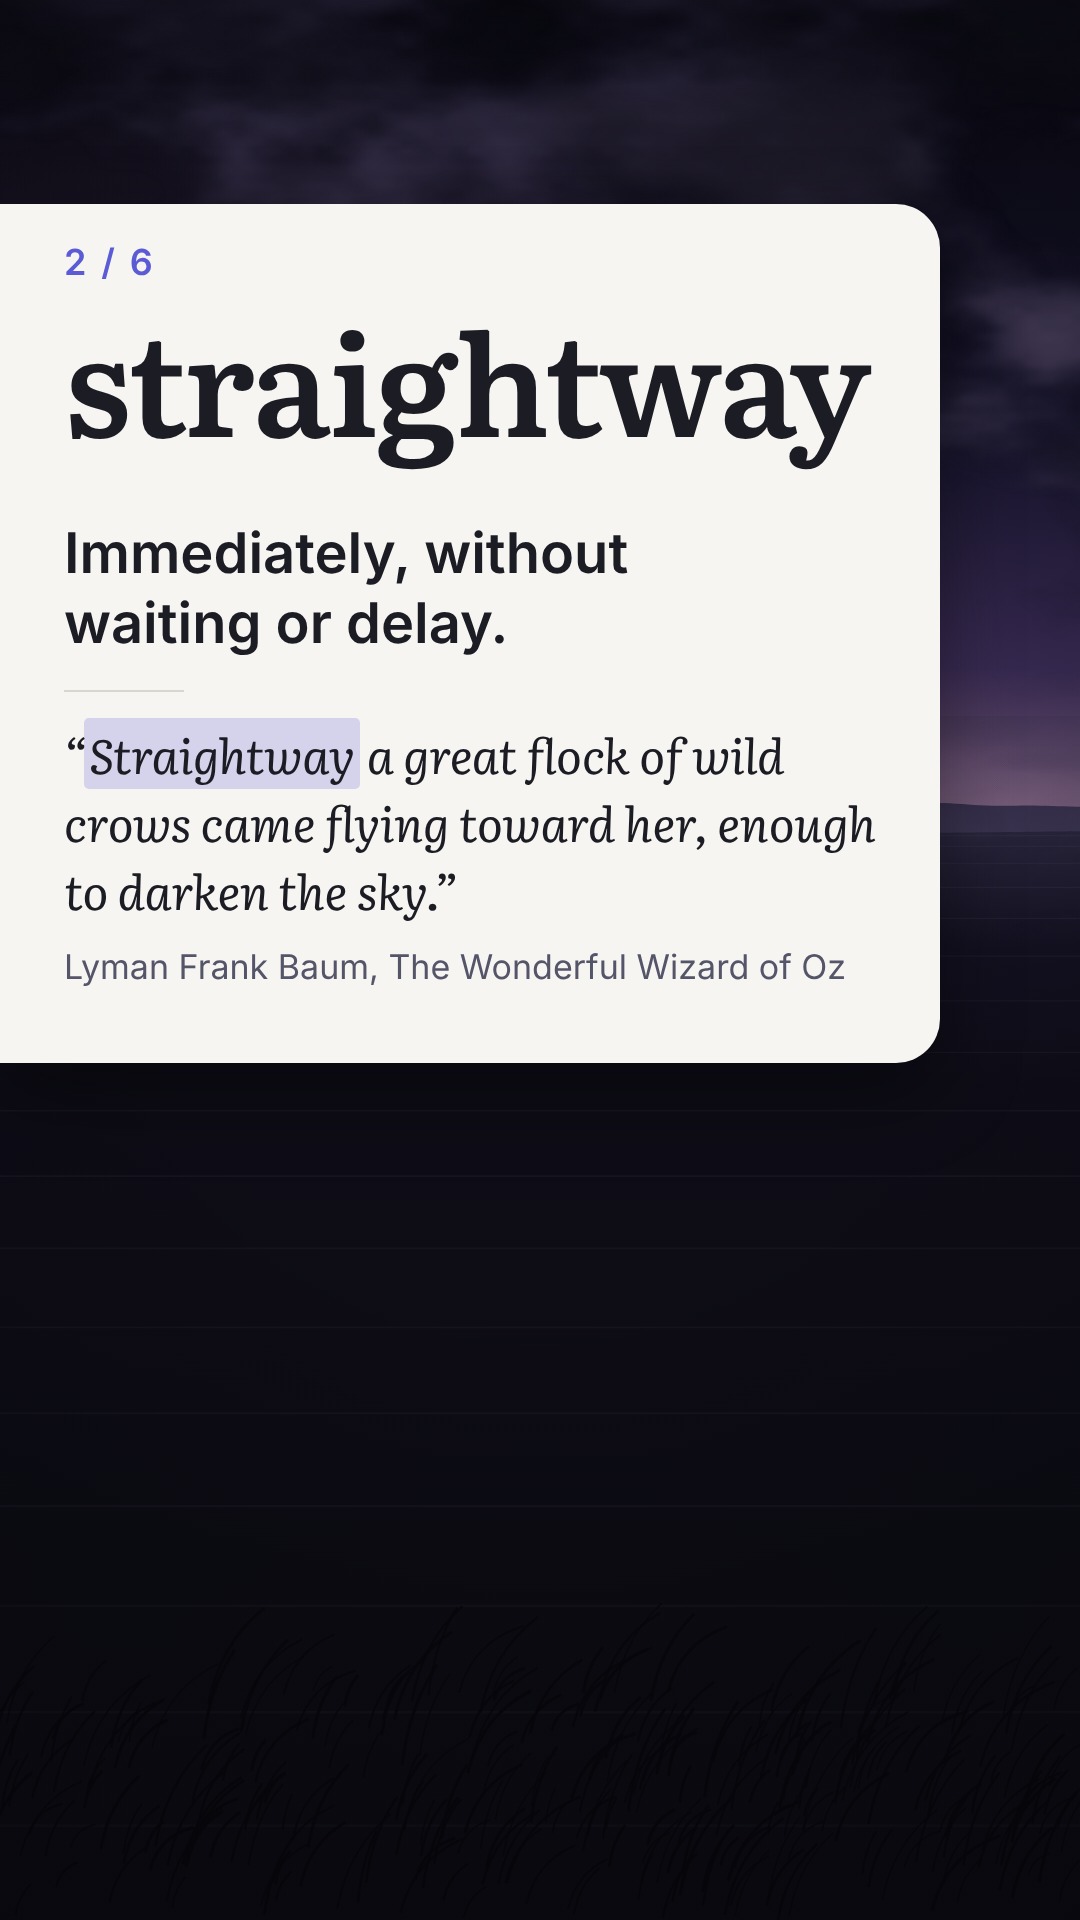 2 / 6
straightway
Immediately, without
waiting or delay.
“Straightway a great flock of wild
crows came flying toward her, enough
to darken the sky.”
Lyman Frank Baum, The Wonderful Wizard of Oz